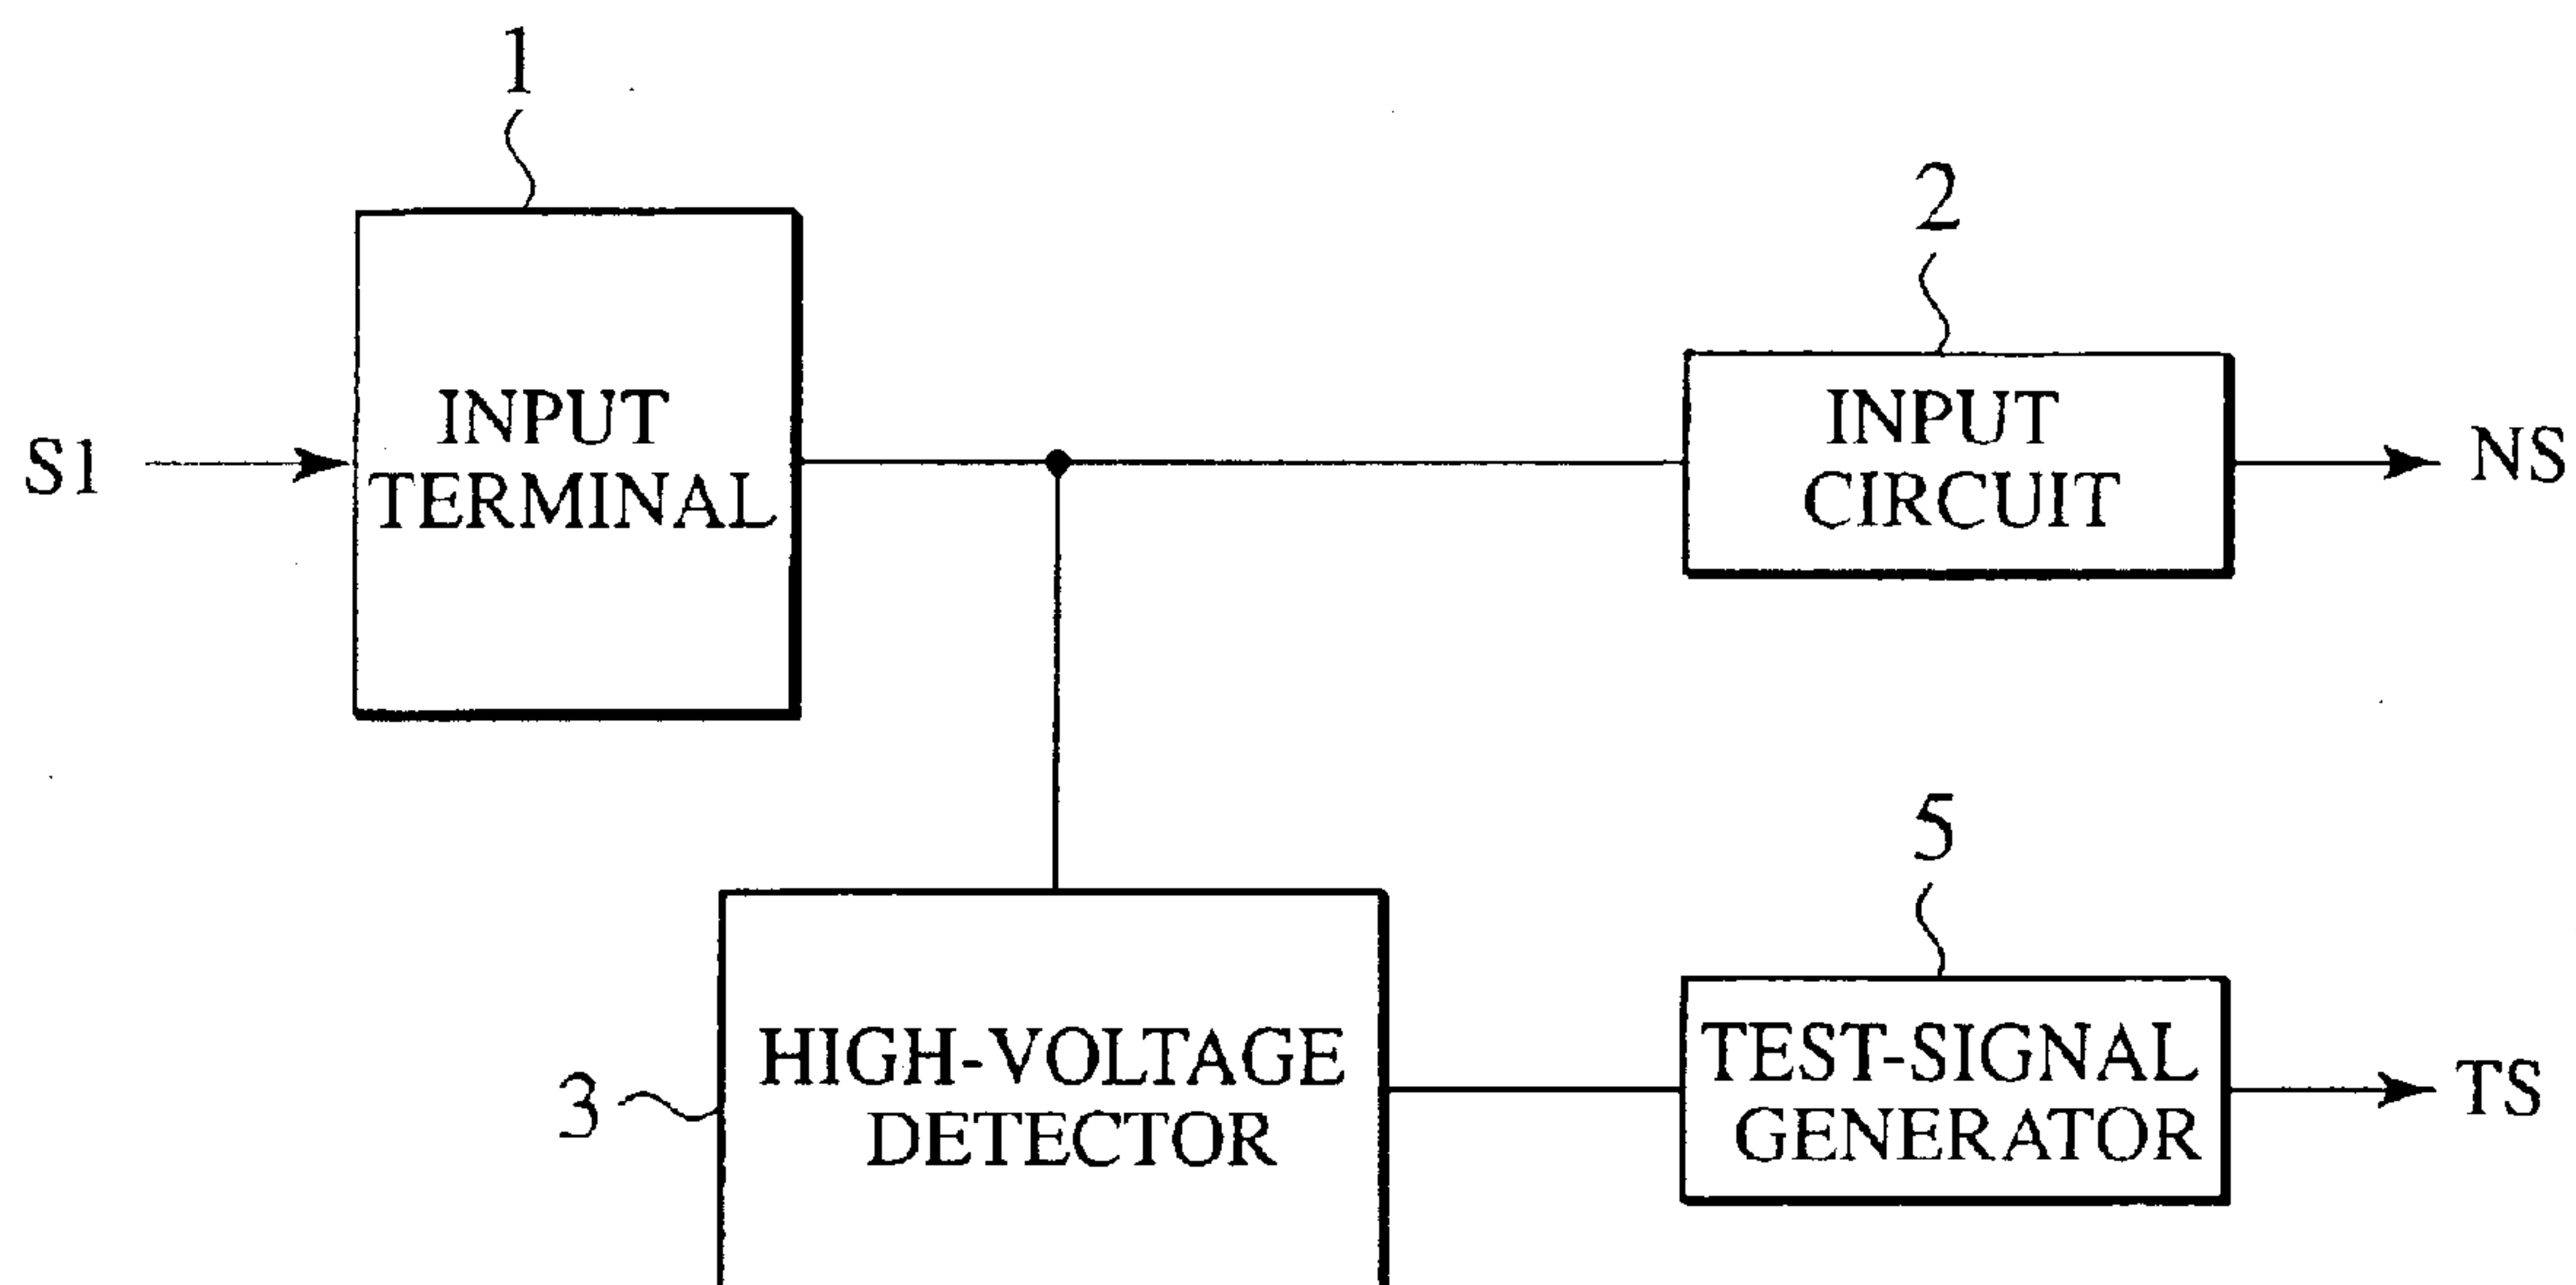 1
2
INPUT
TERMINAL
INPUT
CIRCUIT
S1
NS
5
3
HIGH-VOLTAGE
DETECTOR
TEST-SIGNAL
GENERATOR
TS